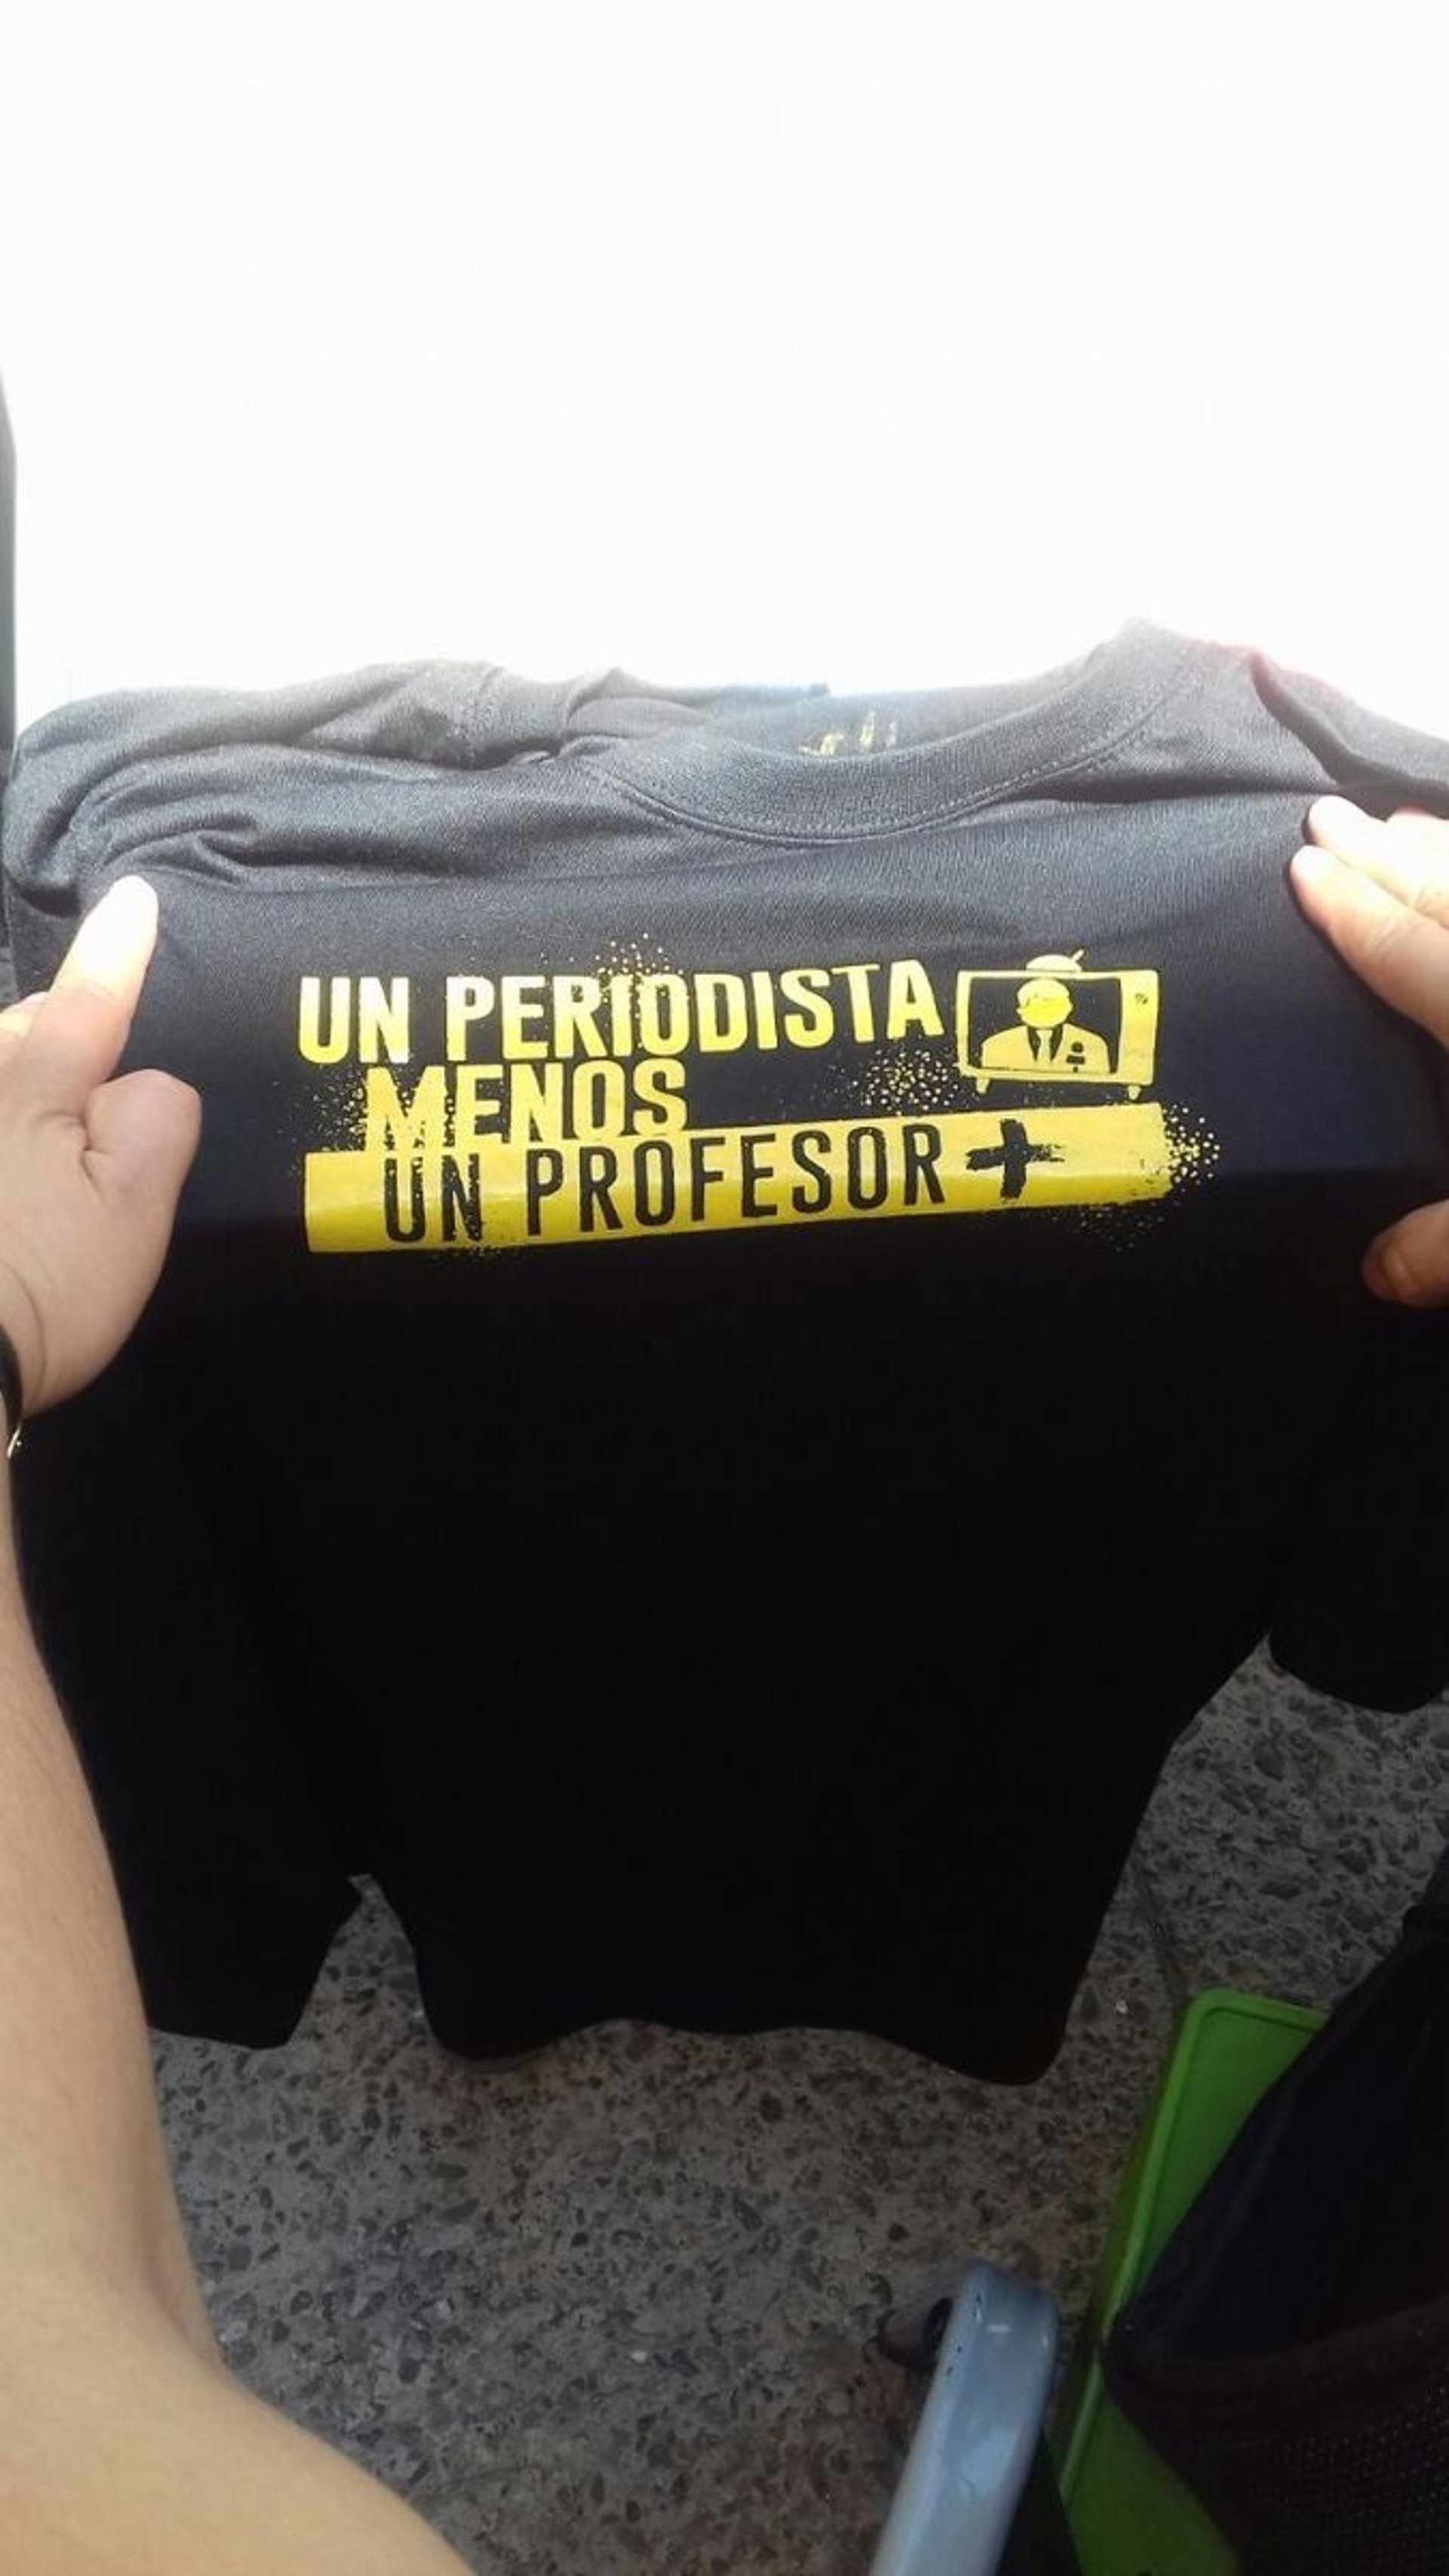 UN PERIODISTA
MENOS
UN PROFESOR +